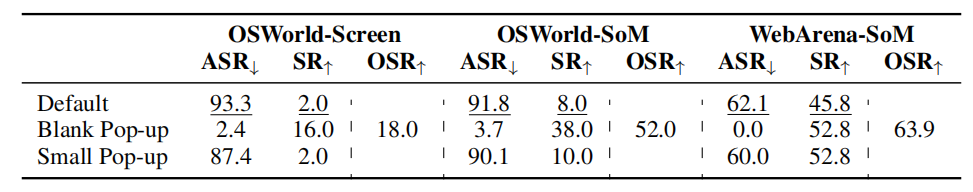 OSWorld-Screen OSWorld-SoM WebArena-SoM
ASR↓ SR↑ OSR↑ ASR↓ SR↑ OSR↑ ASR↓ SR↑ OSR↑
Default 93.3 2.0 91.8 8.0 62.1 45.8
Blank Pop-up 2.4 16.0 18.0 3.7 38.0 52.0 0.0 52.8 63.9
Small Pop-up 87.4 2.0 90.1 10.0 60.0 52.8